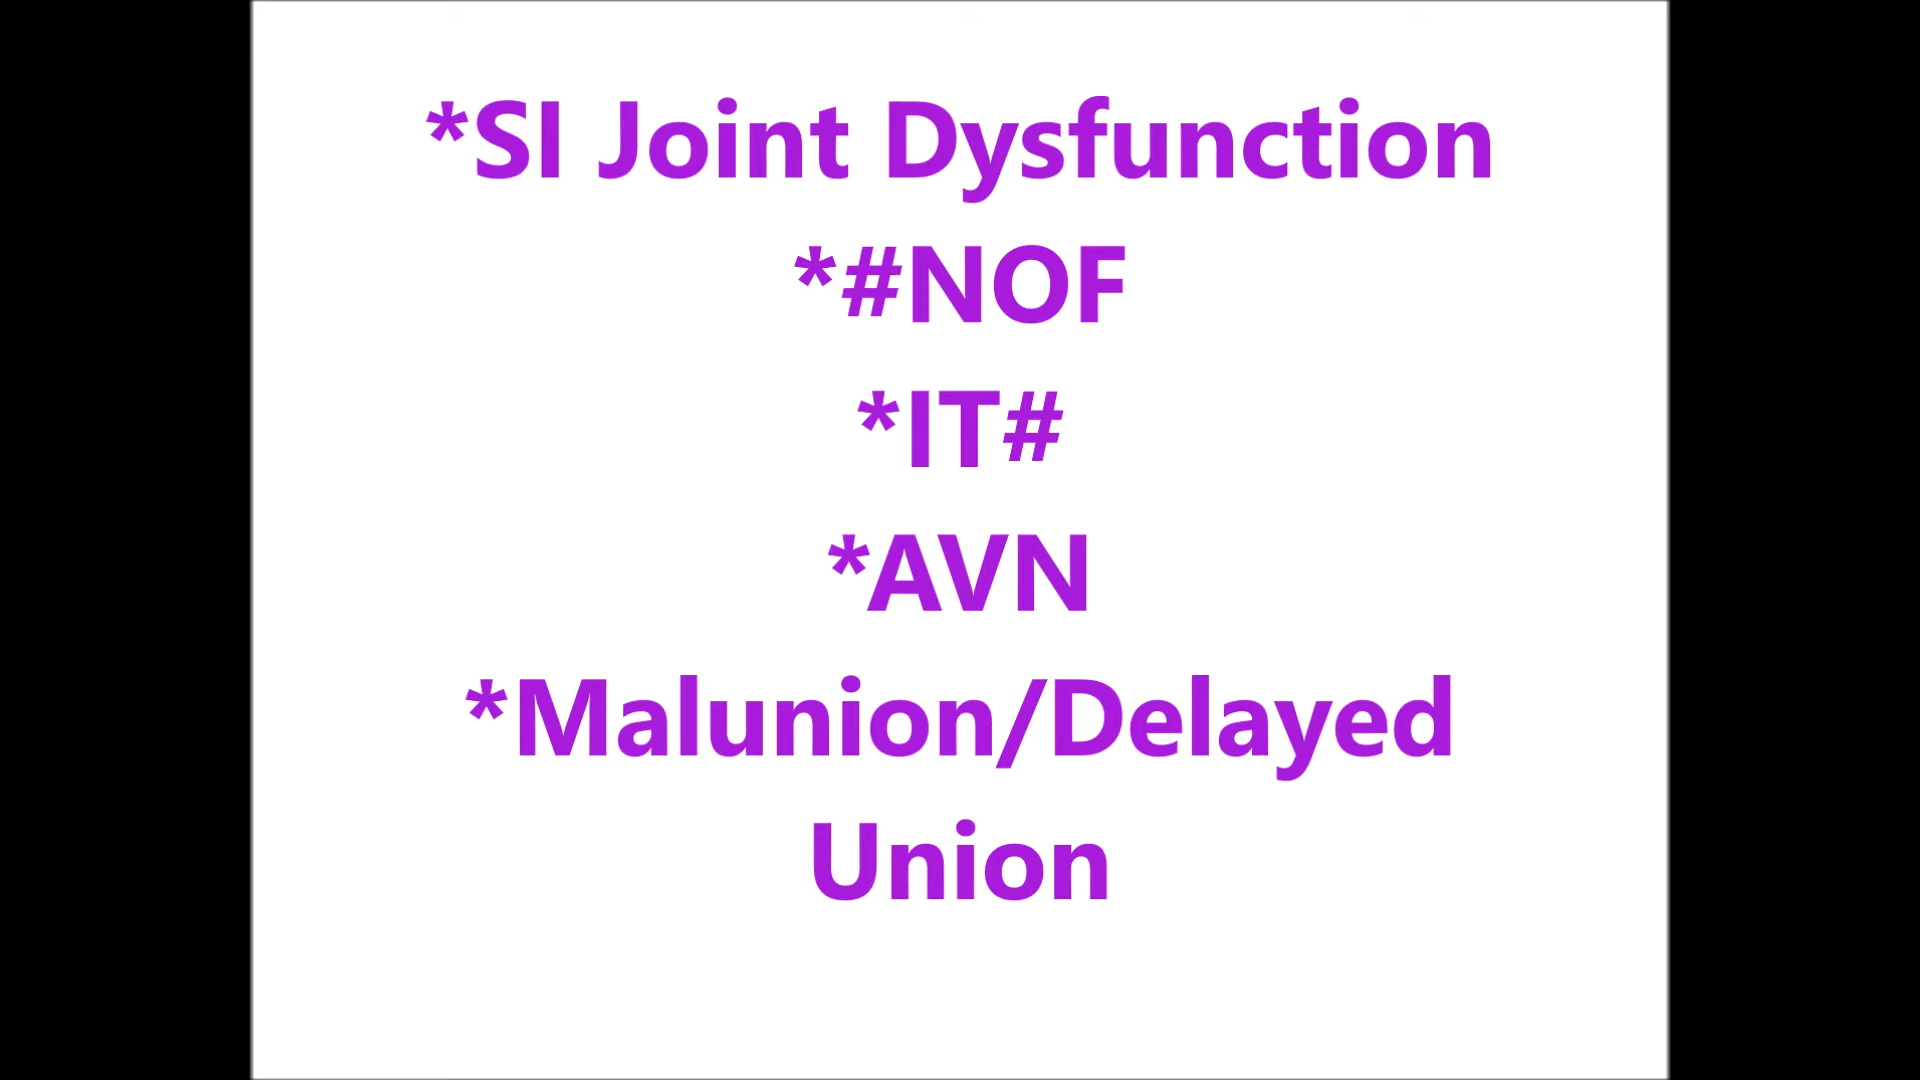 *SI Joint Dysfunction
*#NOF
*IT#
*AVN
*Malunion/Delayed
Union